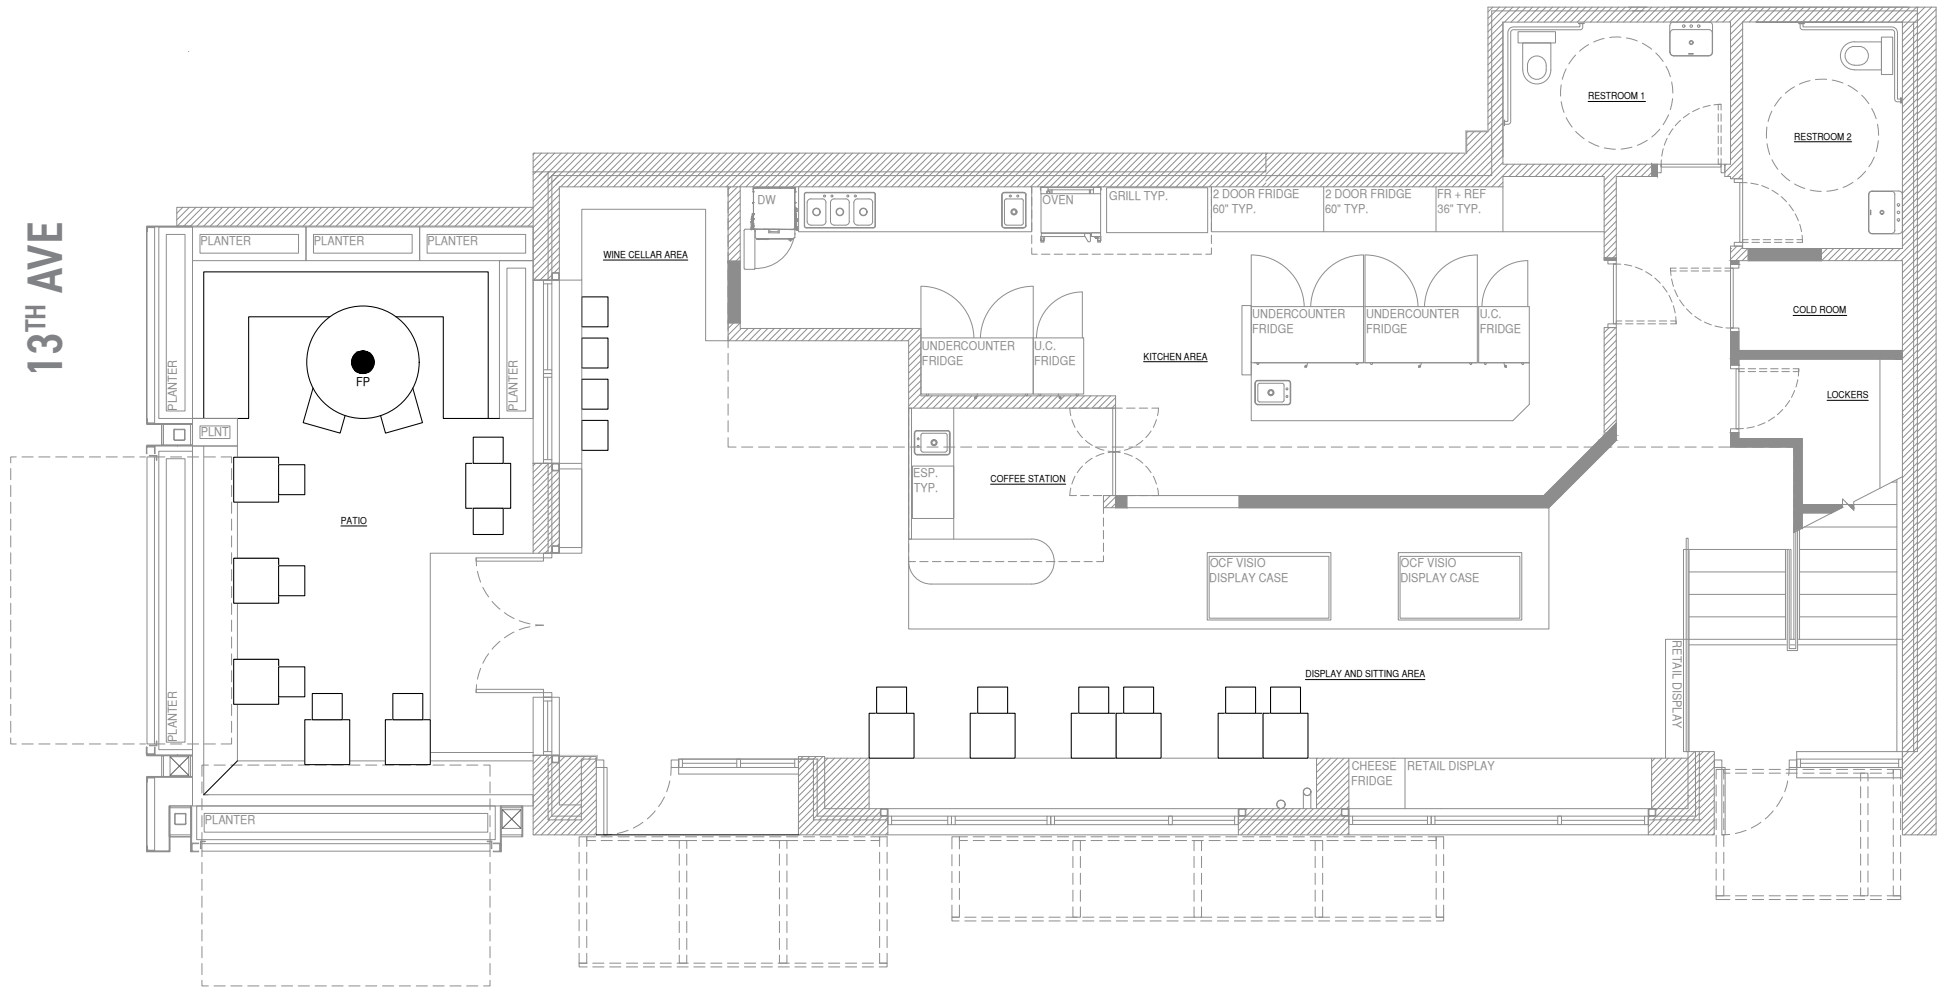 13TH AVE
RESTROOM 1
RESTROOM 2
DW
OVEN
GRILL TYP.
2 DOOR FRIDGE
60" TYP.
2 DOOR FRIDGE
60" TYP.
FR + REF
36" TYP.
PLANTER
PLANTER
PLANTER
WINE CELLAR AREA
COLD ROOM
UNDERCOUNTER
FRIDGE
UNDERCOUNTER
FRIDGE
U.C.
FRIDGE
UNDERCOUNTER
FRIDGE
U.C.
FRIDGE
KITCHEN AREA
PLANTER
PLANTER
FP
LOCKERS
PLNT
ESP.
TYP.
COFFEE STATION
PATIO
OCF VISIO
DISPLAY CASE
OCF VISIO
DISPLAY CASE
DISPLAY AND SITTING AREA
RETAIL DISPLAY
PLANTER
CHEESE
FRIDGE
RETAIL DISPLAY
PLANTER